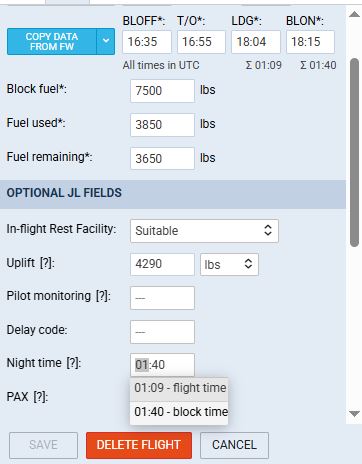 BLOFF*: T/O*: LDG*: BLON*:
COPY DATA
FROM FW
16:35 16:55 18:04 18:15
All times in UTC Σ 01:09 Σ 01:40
Block fuel*: 7500 lbs
Fuel used*: 3850 lbs
Fuel remaining*: 3650 lbs
OPTIONAL JL FIELDS
In-flight Rest Facility: Suitable
Uplift [?]: 4290 lbs
Pilot monitoring [?]: ---
Delay code: ---
Night time [?]: 01:40
01:09 - flight time
PAX [?]:
01:40 - block time
SAVE DELETE FLIGHT CANCEL